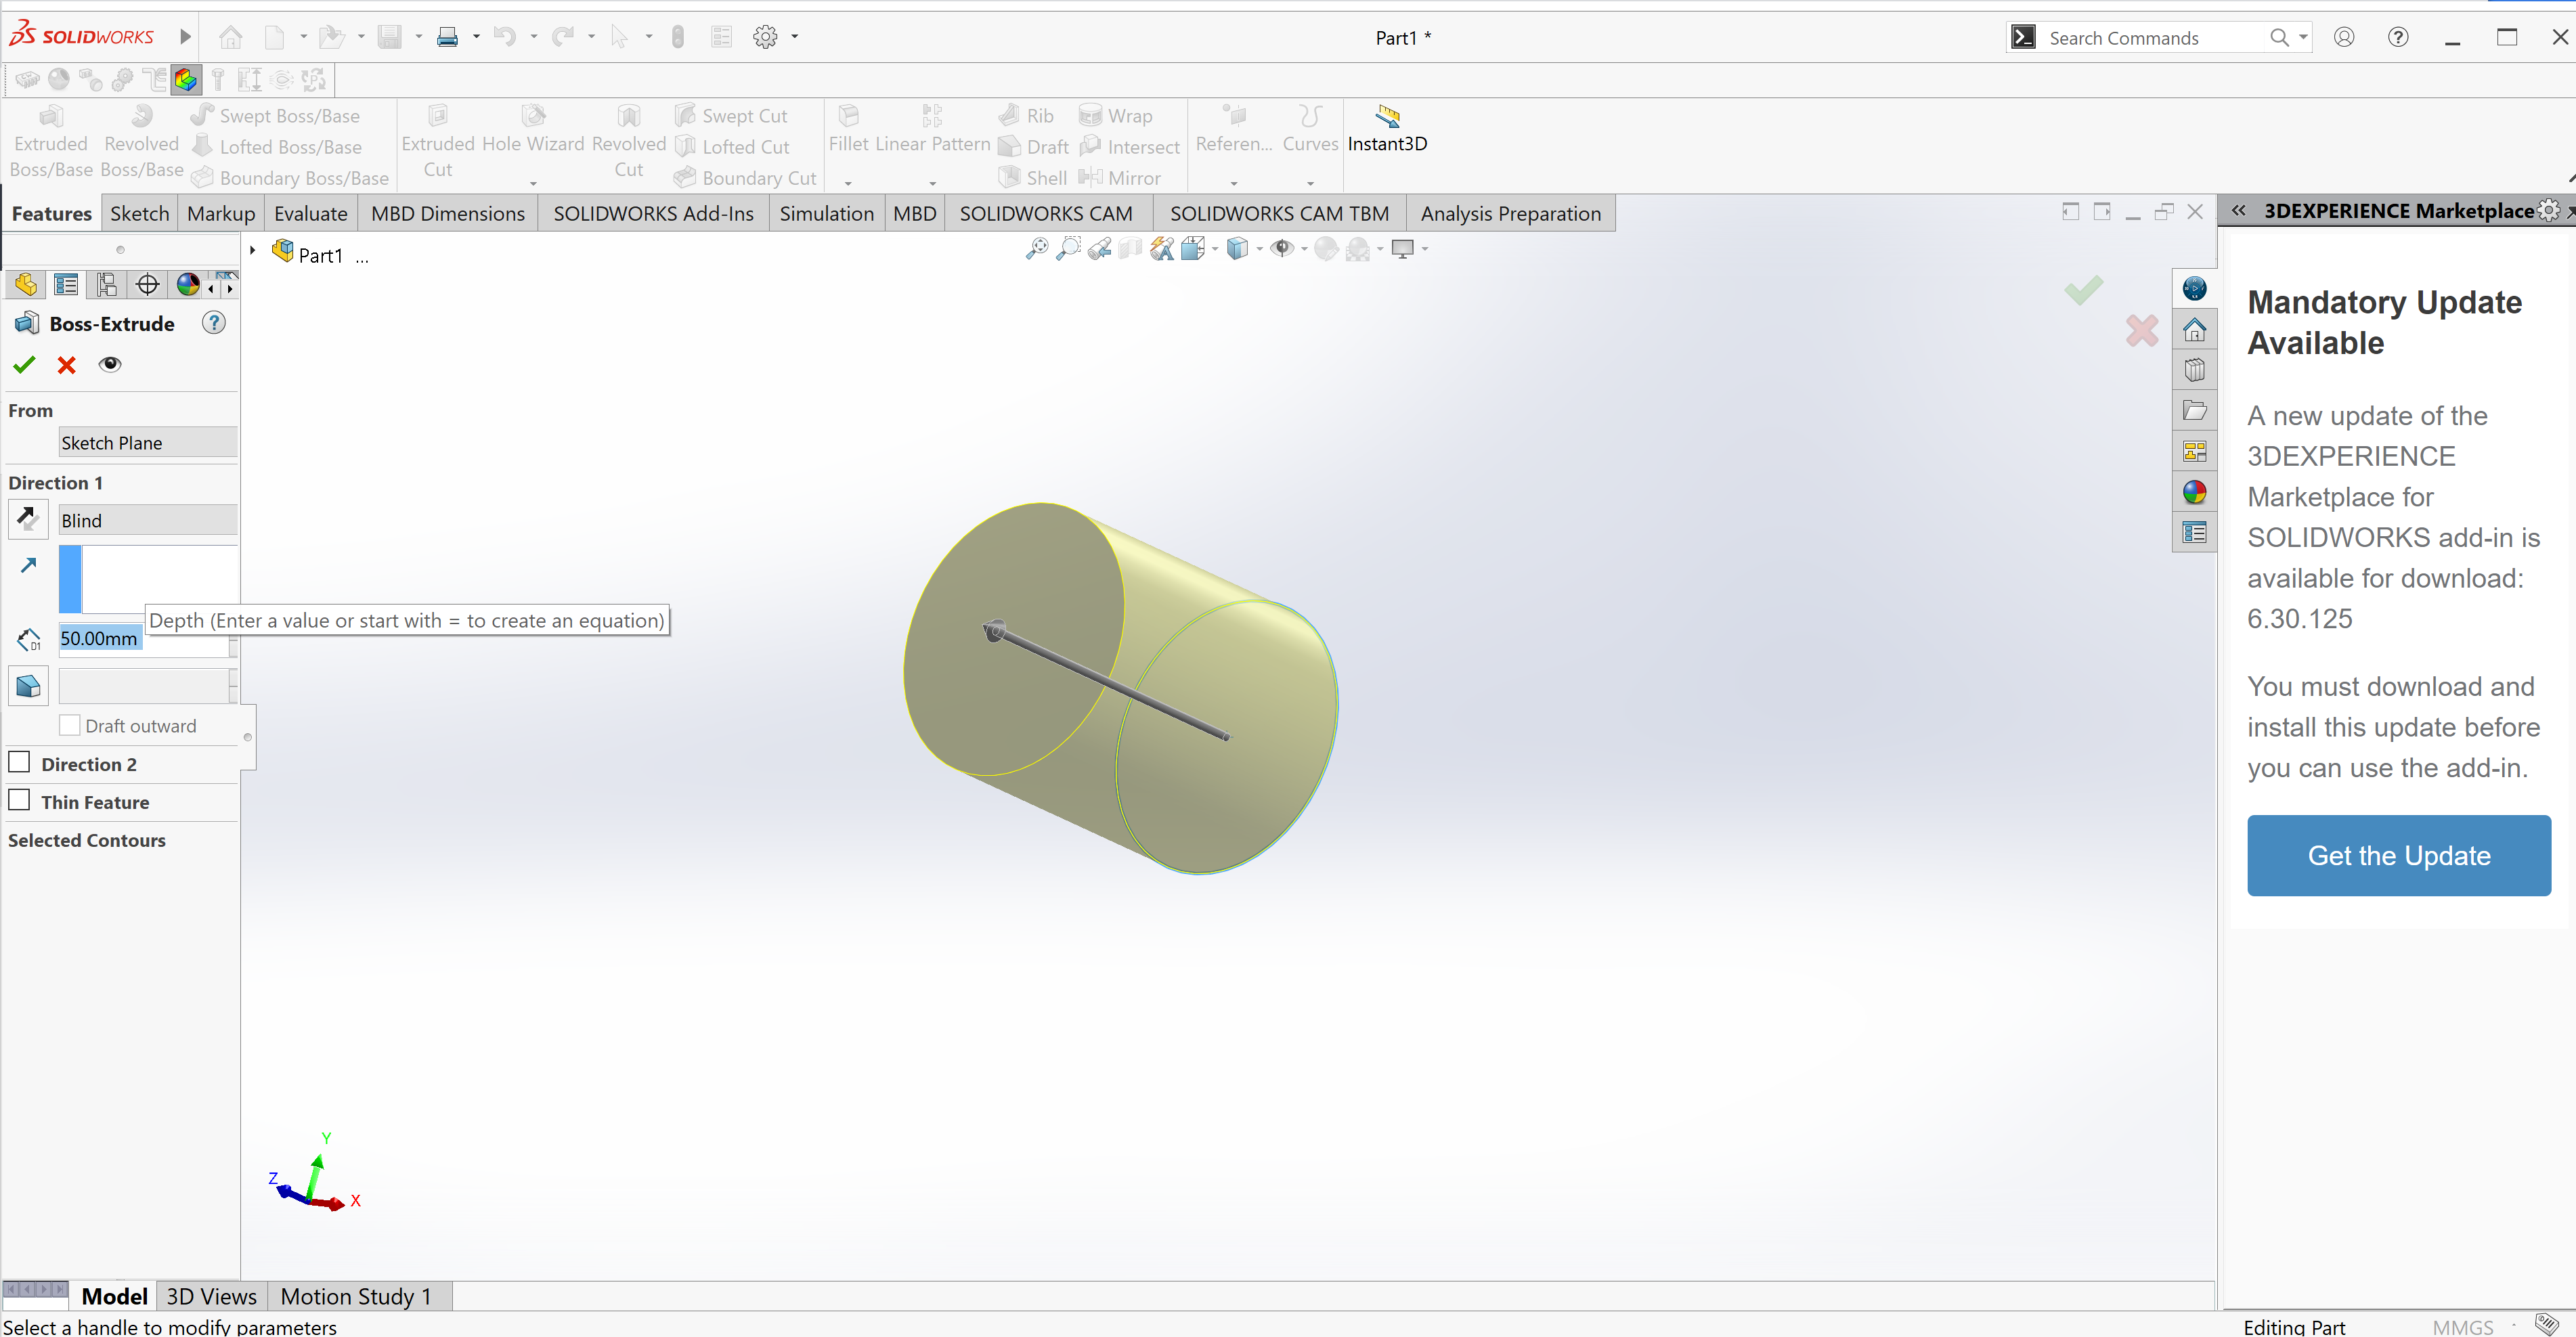 SOLIDWORKS
Part1 *
Search Commands
Extruded
Boss/Base
Revolved
Boss/Base
Swept Boss/Base
Lofted Boss/Base
Boundary Boss/Base
Extruded
Cut
Hole Wizard
Revolved
Cut
Swept Cut
Lofted Cut
Boundary Cut
Fillet
Linear Pattern
Rib
Draft
Shell
Wrap
Intersect
Mirror
Referen...
Curves
Instant3D
Features
Sketch
Markup
Evaluate
MBD Dimensions
SOLIDWORKS Add-Ins
Simulation
MBD
SOLIDWORKS CAM
SOLIDWORKS CAM TBM
Analysis Preparation
Part1 ...
Boss-Extrude
From
Sketch Plane
Direction 1
Blind
Depth (Enter a value or start with = to create an equation)
D1
50.00mm
Draft outward
Direction 2
Thin Feature
Selected Contours
Y
Z
X
3DEXPERIENCE Marketplace
Mandatory Update
Available
A new update of the
3DEXPERIENCE
Marketplace for
SOLIDWORKS add-in is
available for download:
6.30.125
You must download and
install this update before
you can use the add-in.
Get the Update
Model
3D Views
Motion Study 1
Select a handle to modify parameters
Editing Part
MMGS